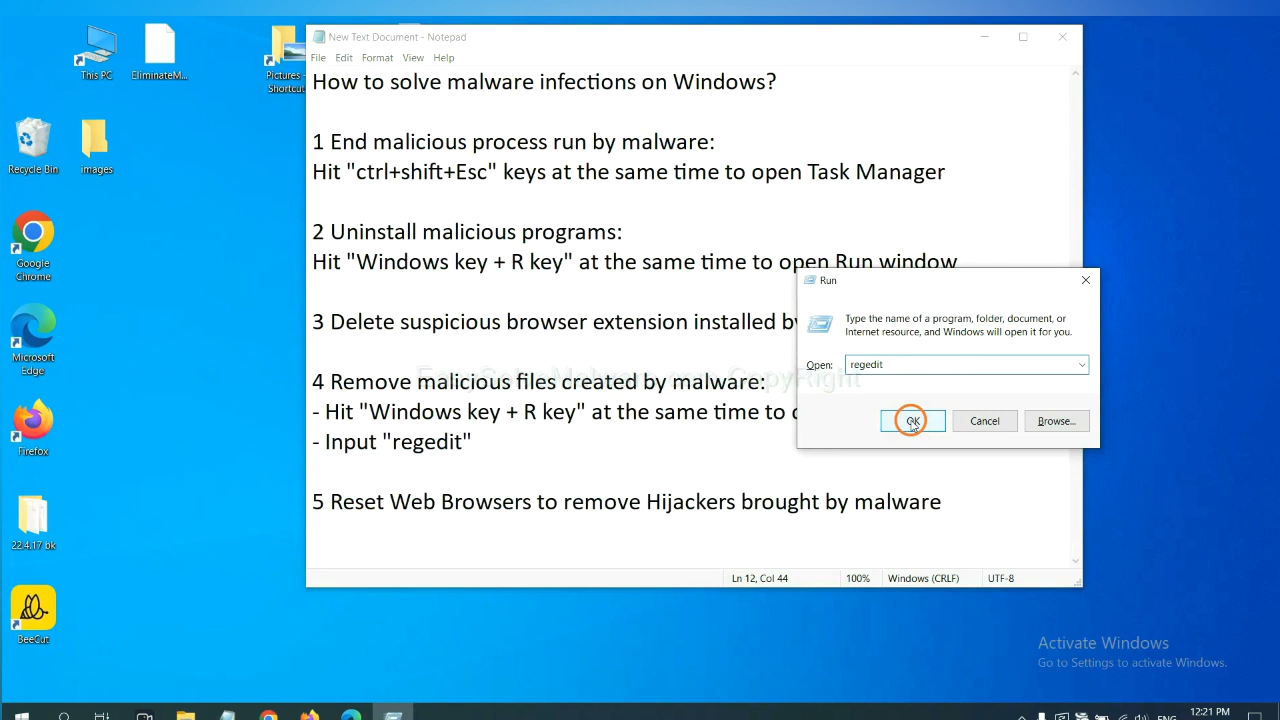 This PC
EliminateM...
Pictures -
Shortcut
Recycle Bin
images
Google
Chrome
Microsoft
Edge
Firefox
22.4.17 bk
BeeCut
New Text Document - Notepad
File Edit Format View Help
How to solve malware infections on Windows?
1 End malicious process run by malware:
Hit "ctrl+shift+Esc" keys at the same time to open Task Manager
2 Uninstall malicious programs:
Hit "Windows key + R key" at the same time to open Run window
3 Delete suspicious browser extension installed by
4 Remove malicious files created by malware:
- Hit "Windows key + R key" at the same time to
- Input "regedit"
5 Reset Web Browsers to remove Hijackers brought by malware
Ln 12, Col 44 100% Windows (CRLF) UTF-8
Run
Type the name of a program, folder, document, or
Internet resource, and Windows will open it for you.
Open: regedit
OK Cancel Browse...
EasySolveMalware.com CopyRight
Activate Windows
Go to Settings to activate Windows.
ENG
12:21 PM